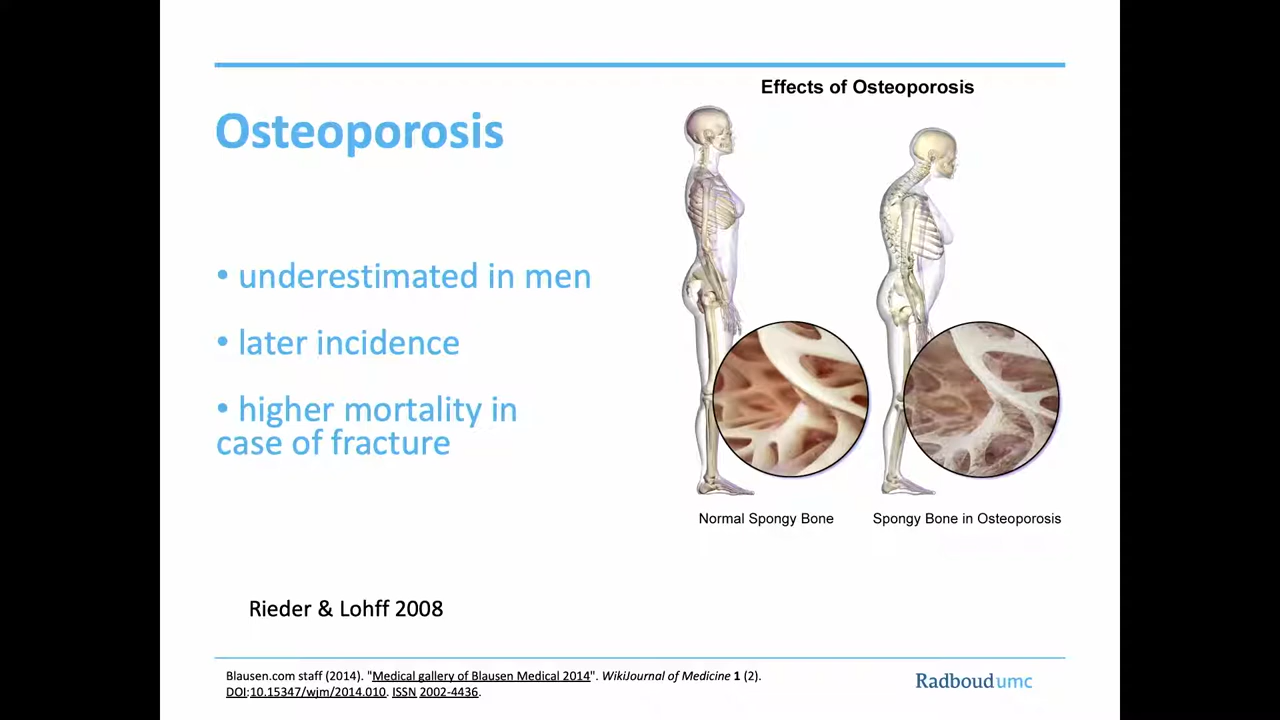 Effects of Osteoporosis
Osteoporosis
• underestimated in men
• later incidence
• higher mortality in
case of fracture
Normal Spongy Bone
Spongy Bone in Osteoporosis
Rieder & Lohff 2008
Blausen.com staff (2014). "Medical gallery of Blausen Medical 2014". WikiJournal of Medicine 1 (2).
DOI:10.15347/wjm/2014.010. ISSN 2002-4436.
Radboudumc